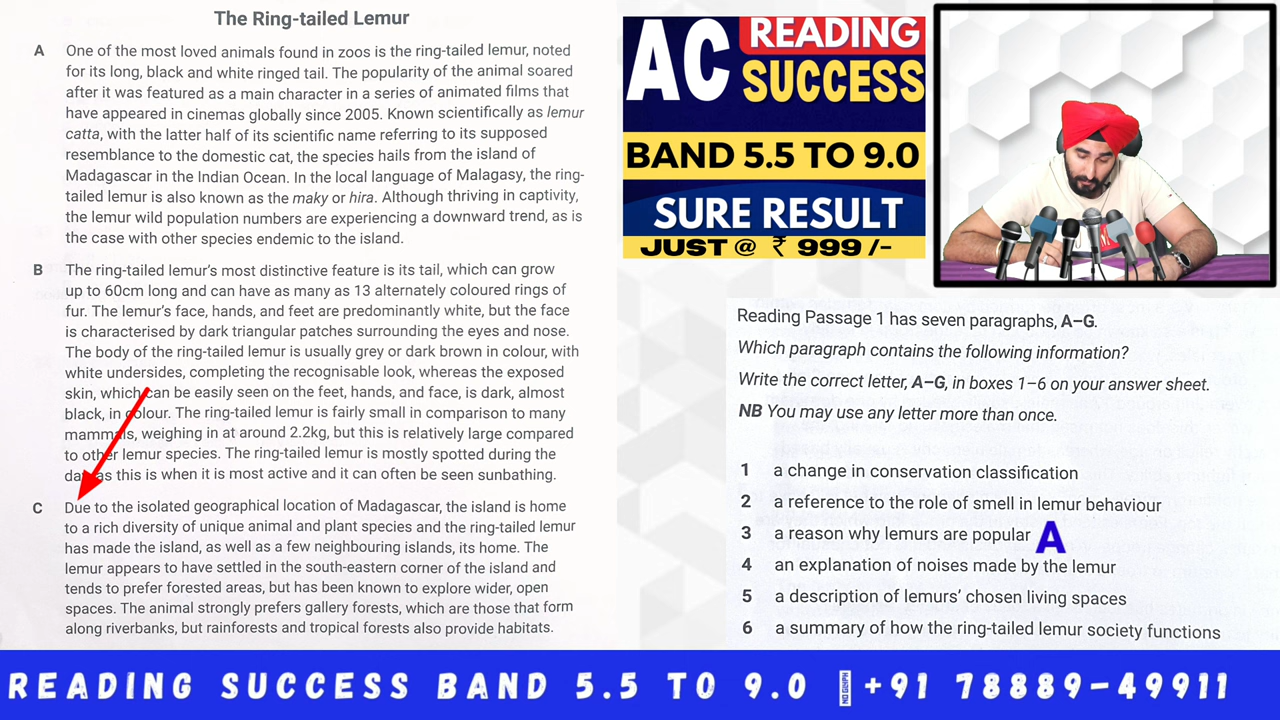 The Ring-tailed Lemur
A One of the most loved animals found in zoos is the ring-tailed lemur, noted
for its long, black and white ringed tail. The popularity of the animal soared
after it was featured as a main character in a series of animated films that
have appeared in cinemas globally since 2005. Known scientifically as lemur
catta, with the latter half of its scientific name referring to its supposed
resemblance to the domestic cat, the species hails from the island of
Madagascar in the Indian Ocean. In the local language of Malagasy, the ring-
tailed lemur is also known as the maky or hira. Although thriving in captivity,
the lemur wild population numbers are experiencing a downward trend, as is
the case with other species endemic to the island.
B The ring-tailed lemur's most distinctive feature is its tail, which can grow
up to 60cm long and can have as many as 13 alternately coloured rings of
fur. The lemur's face, hands, and feet are predominantly white, but the face
is characterised by dark triangular patches surrounding the eyes and nose.
The body of the ring-tailed lemur is usually grey or dark brown in colour, with
white undersides, completing the recognisable look, whereas the exposed
skin, which can be easily seen on the feet, hands, and face, is dark, almost
black, in colour. The ring-tailed lemur is fairly small in comparison to many
mammals, weighing in at around 2.2kg, but this is relatively large compared
to other lemur species. The ring-tailed lemur is mostly spotted during the
day as this is when it is most active and it can often be seen sunbathing.
C Due to the isolated geographical location of Madagascar, the island is home
to a rich diversity of unique animal and plant species and the ring-tailed lemur
has made the island, as well as a few neighbouring islands, its home. The
lemur appears to have settled in the south-eastern corner of the island and
tends to prefer forested areas, but has been known to explore wider, open
spaces. The animal strongly prefers gallery forests, which are those that form
along riverbanks, but rainforests and tropical forests also provide habitats.
AC READING
SUCCESS
BAND 5.5 TO 9.0
SURE RESULT
JUST @ ₹ 999 /-
Reading Passage 1 has seven paragraphs, A–G.
Which paragraph contains the following information?
Write the correct letter, A–G, in boxes 1–6 on your answer sheet.
NB You may use any letter more than once.
1 a change in conservation classification
2 a reference to the role of smell in lemur behaviour
3 a reason why lemurs are popular A
4 an explanation of noises made by the lemur
5 a description of lemurs' chosen living spaces
6 a summary of how the ring-tailed lemur society functions
READING SUCCESS BAND 5.5 TO 9.0 +91 78889-49911